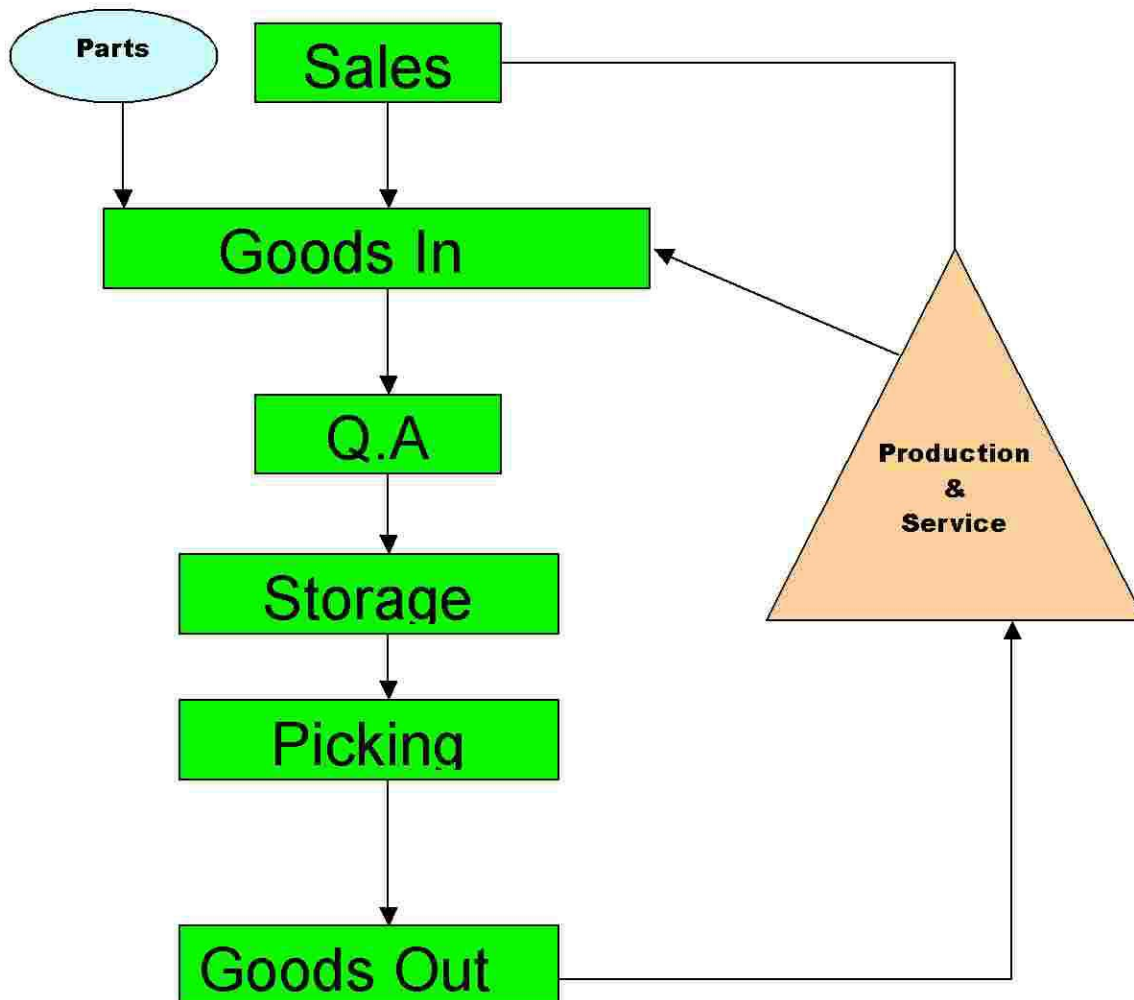 Parts
Sales
Goods In
Q.A
Production
&
Service
Storage
Picking
Goods Out